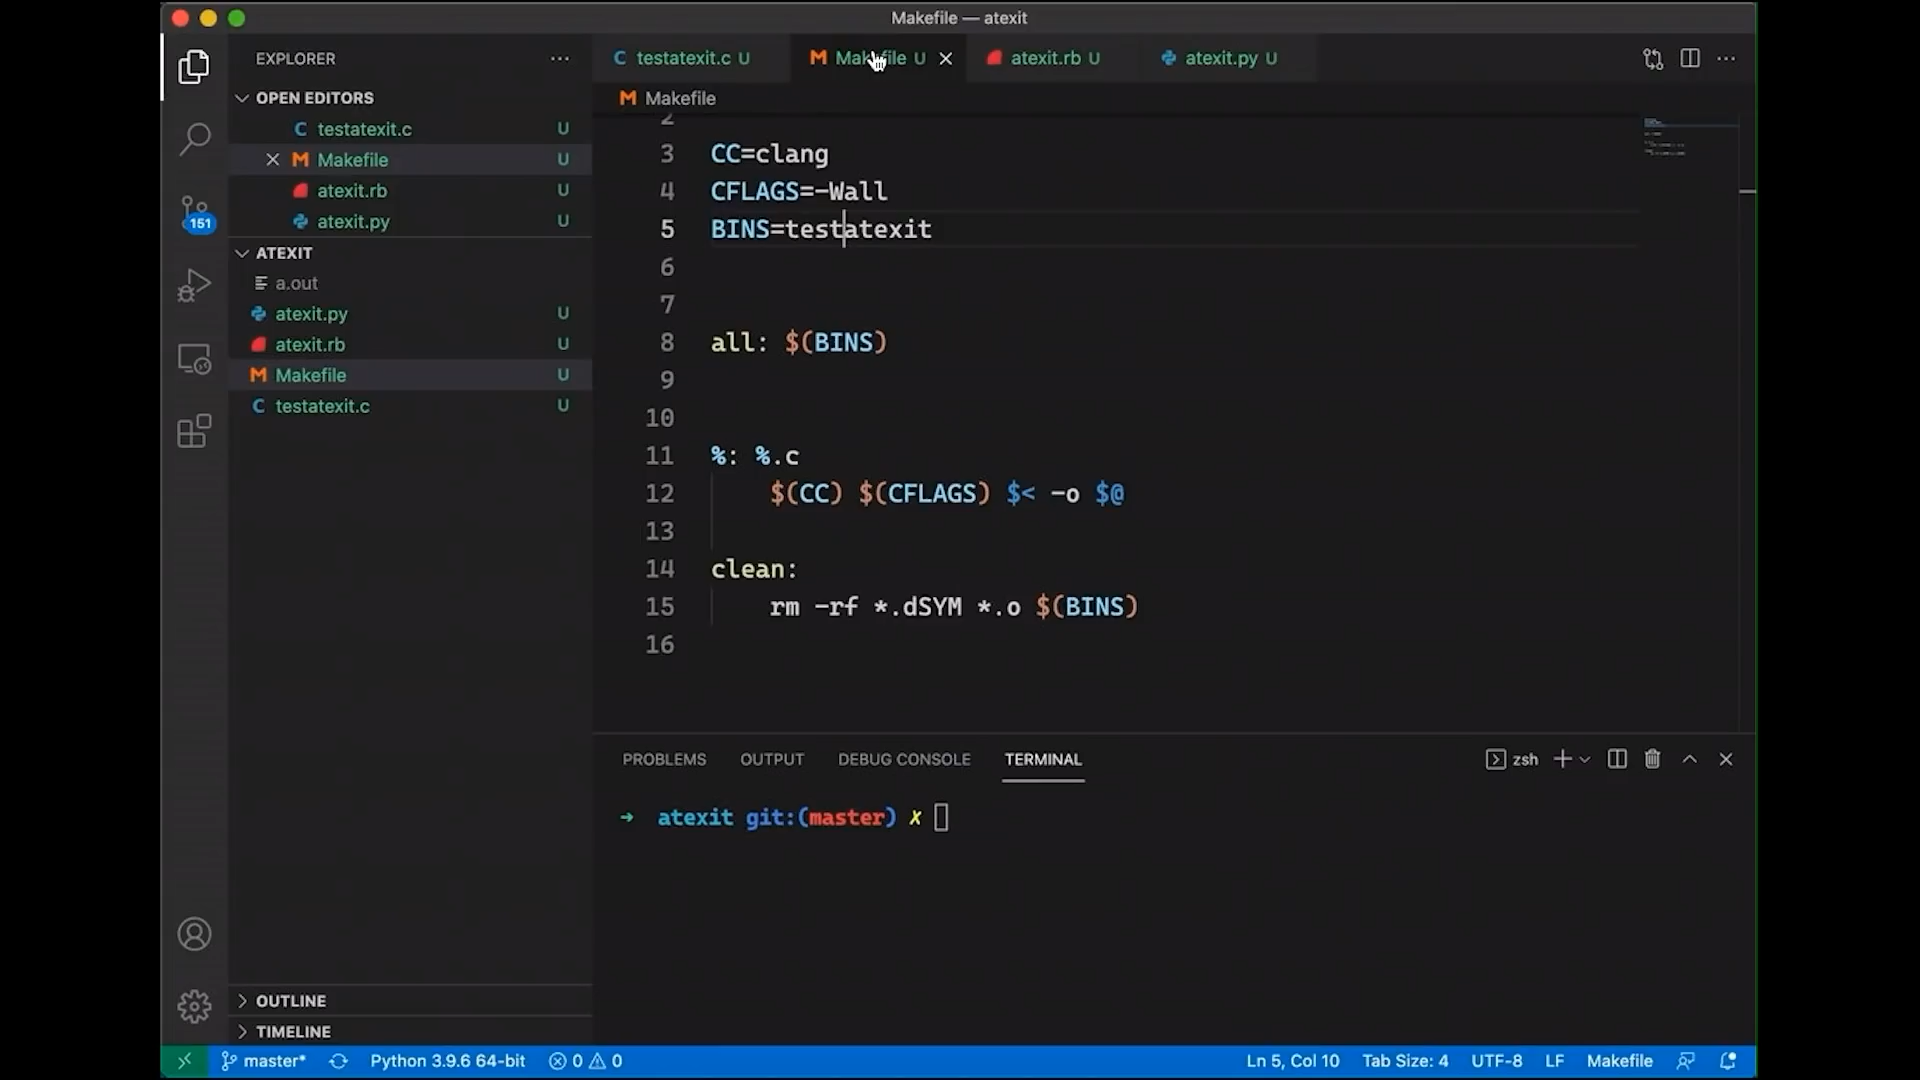 Makefile — atexit
EXPLORER
OPEN EDITORS
C testatexit.c U
M Makefile U
atexit.rb U
atexit.py U
151
ATEXIT
a.out
atexit.py U
atexit.rb U
M Makefile U
C testatexit.c U
OUTLINE
TIMELINE
C testatexit.c U M Makefile U atexit.rb U atexit.py U
M Makefile
2
3 CC=clang
4 CFLAGS=-Wall
5 BINS=testatexit
6
7
8 all: $(BINS)
9
10
11 %: %.c
12 $(CC) $(CFLAGS) $< -o $@
13
14 clean:
15 rm -rf *.dSYM *.o $(BINS)
16
PROBLEMS OUTPUT DEBUG CONSOLE TERMINAL zsh
→ atexit git:(master) ✗
master* Python 3.9.6 64-bit 0 0 Ln 5, Col 10 Tab Size: 4 UTF-8 LF Makefile